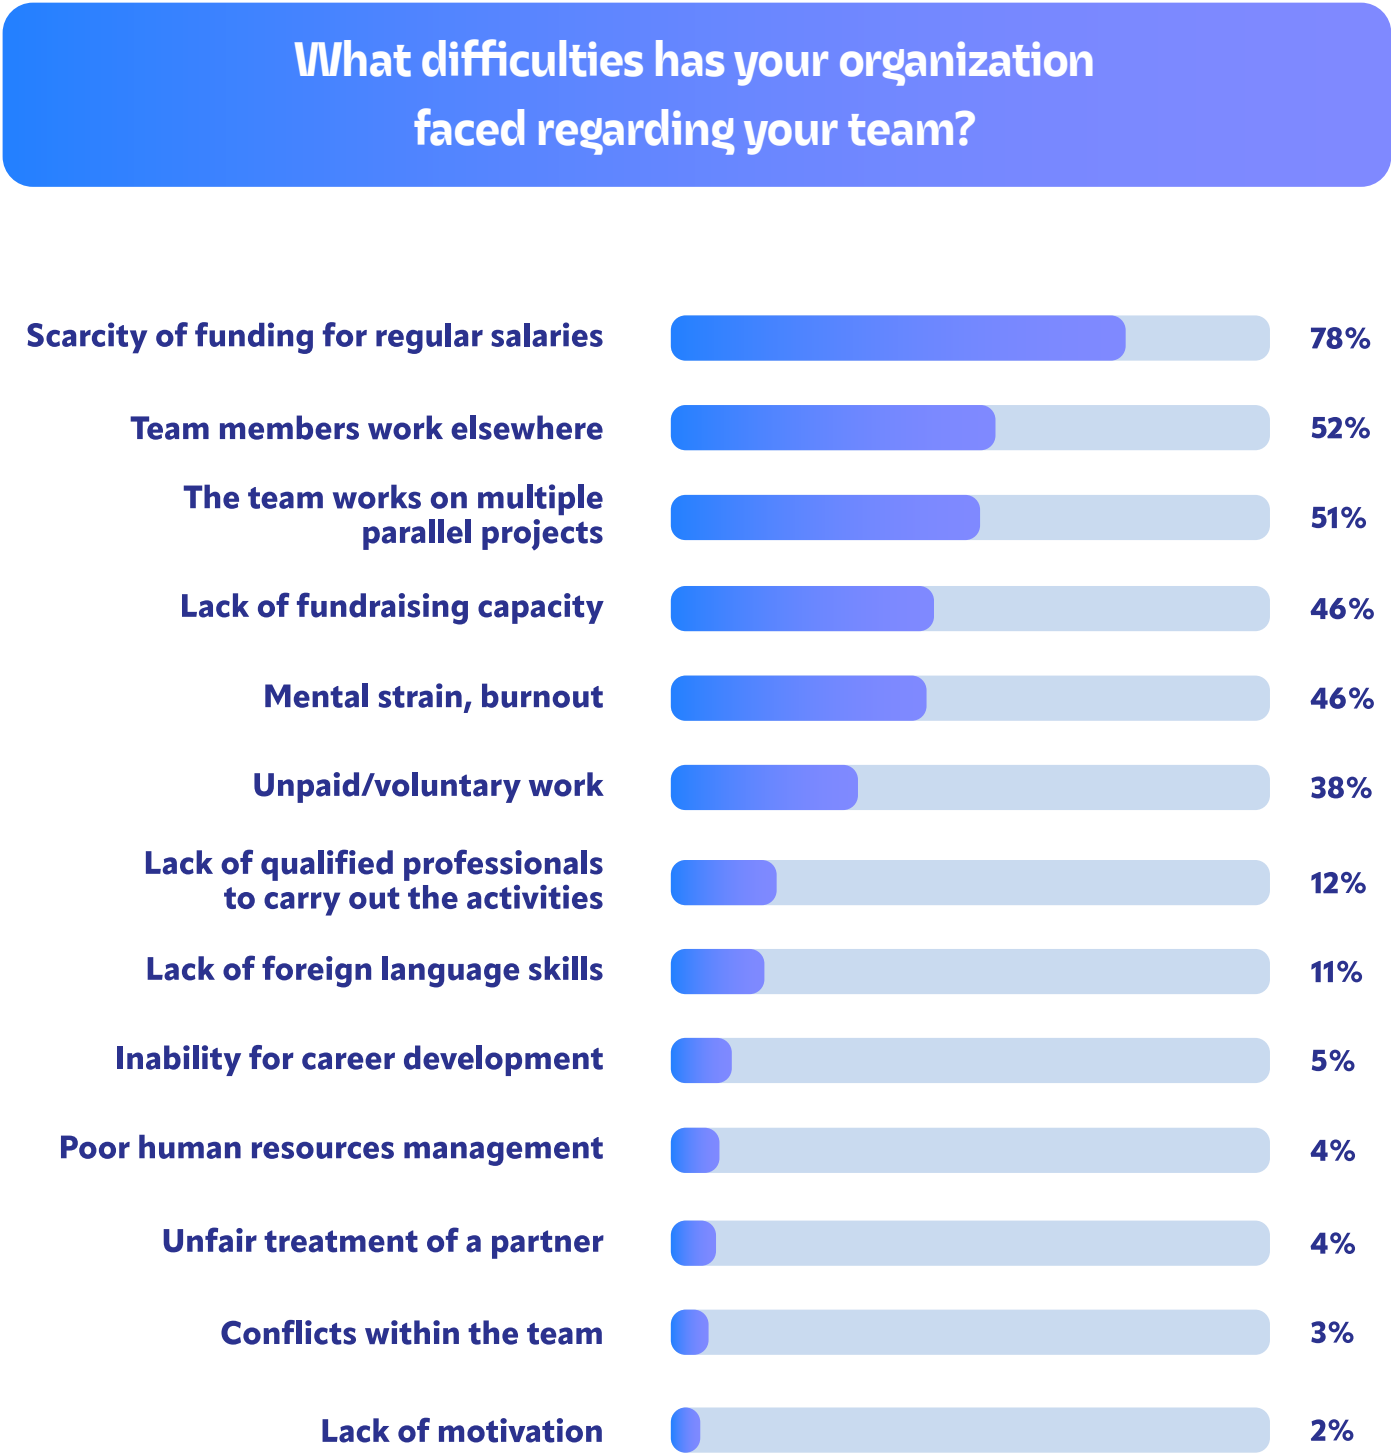 What difficulties has your organization
faced regarding your team?
Scarcity of funding for regular salaries 78%
Team members work elsewhere 52%
The team works on multiple
parallel projects 51%
Lack of fundraising capacity 46%
Mental strain, burnout 46%
Unpaid/voluntary work 38%
Lack of qualified professionals
to carry out the activities 12%
Lack of foreign language skills 11%
Inability for career development 5%
Poor human resources management 4%
Unfair treatment of a partner 4%
Conflicts within the team 3%
Lack of motivation 2%